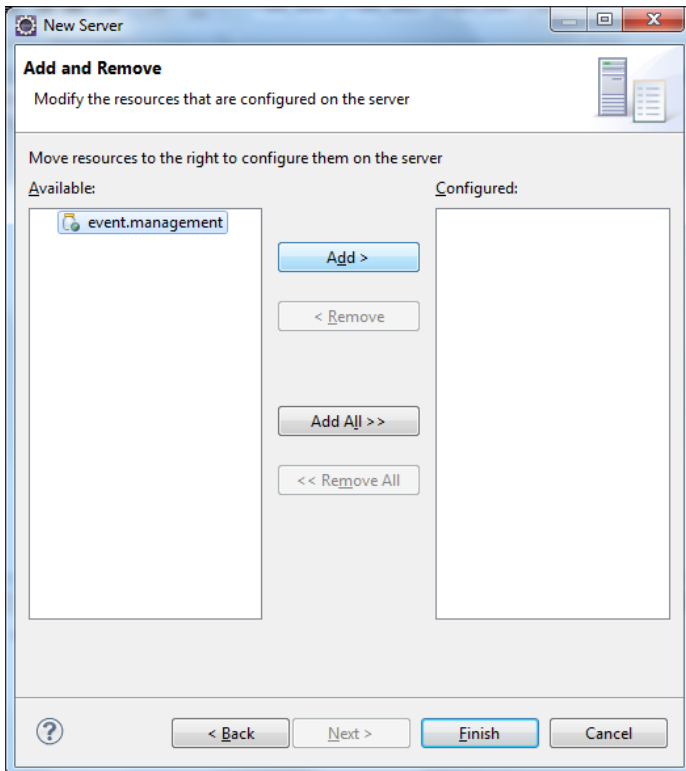 New Server
Add and Remove
Modify the resources that are configured on the server
Move resources to the right to configure them on the server
Available:
Configured:
event.management
Add >
< Remove
Add All >>
<< Remove All
?
< Back
Next >
Finish
Cancel